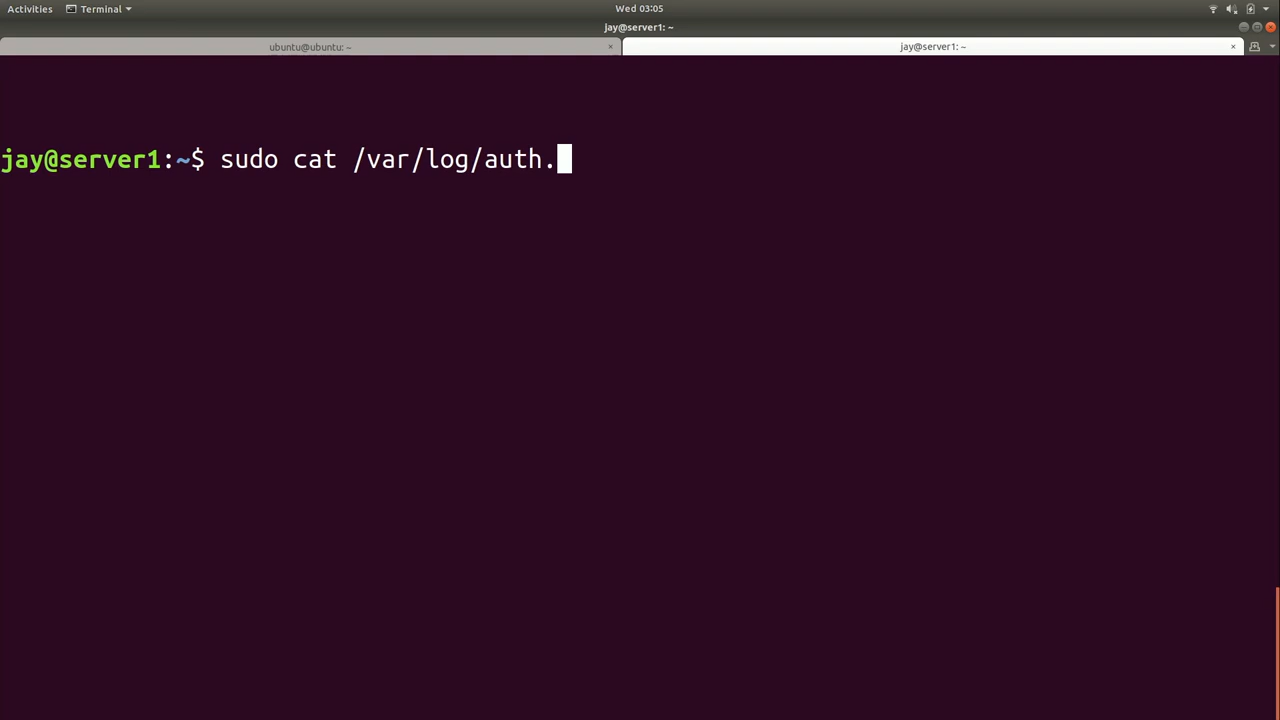 Activities Terminal Wed 03:05
jay@server1: ~
ubuntu@ubuntu: ~ × jay@server1: ~ ×
jay@server1:~$ sudo cat /var/log/auth.